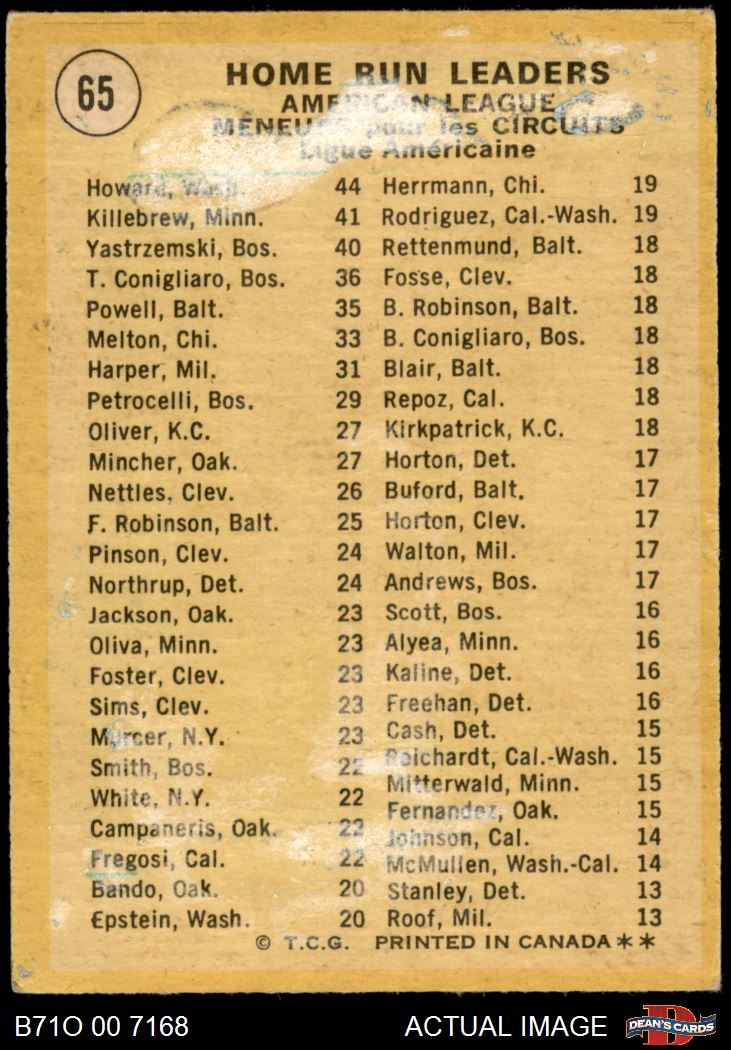 65
HOME RUN LEADERS
AMERICAN LEAGUE
MENEURS pour les CIRCUITS
Ligue Américaine
Howard, Wash. 44
Killebrew, Minn. 41
Yastrzemski, Bos. 40
T. Conigliaro, Bos. 36
Powell, Balt. 35
Melton, Chi. 33
Harper, Mil. 31
Petrocelli, Bos. 29
Oliver, K.C. 27
Mincher, Oak. 27
Nettles, Clev. 26
F. Robinson, Balt. 25
Pinson, Clev. 24
Northrup, Det. 24
Jackson, Oak. 23
Oliva, Minn. 23
Foster, Clev. 23
Sims, Clev. 23
Murcer, N.Y. 23
Smith, Bos. 22
White, N.Y. 22
Campaneris, Oak. 22
Fregosi, Cal. 22
Bando, Oak. 20
Epstein, Wash. 20
Herrmann, Chi. 19
Rodriguez, Cal.-Wash. 19
Rettenmund, Balt. 18
Fosse, Clev. 18
B. Robinson, Balt. 18
B. Conigliaro, Bos. 18
Blair, Balt. 18
Repoz, Cal. 18
Kirkpatrick, K.C. 18
Horton, Det. 17
Buford, Balt. 17
Horton, Clev. 17
Walton, Mil. 17
Andrews, Bos. 17
Scott, Bos. 16
Alyea, Minn. 16
Kaline, Det. 16
Freehan, Det. 16
Cash, Det. 15
Reichardt, Cal.-Wash. 15
Mitterwald, Minn. 15
Fernandez, Oak. 15
Johnson, Cal. 14
McMullen, Wash.-Cal. 14
Stanley, Det. 13
Roof, Mil. 13
© T.C.G. PRINTED IN CANADA ** 
B71O 00 7168
ACTUAL IMAGE
D
DEAN'S CARDS